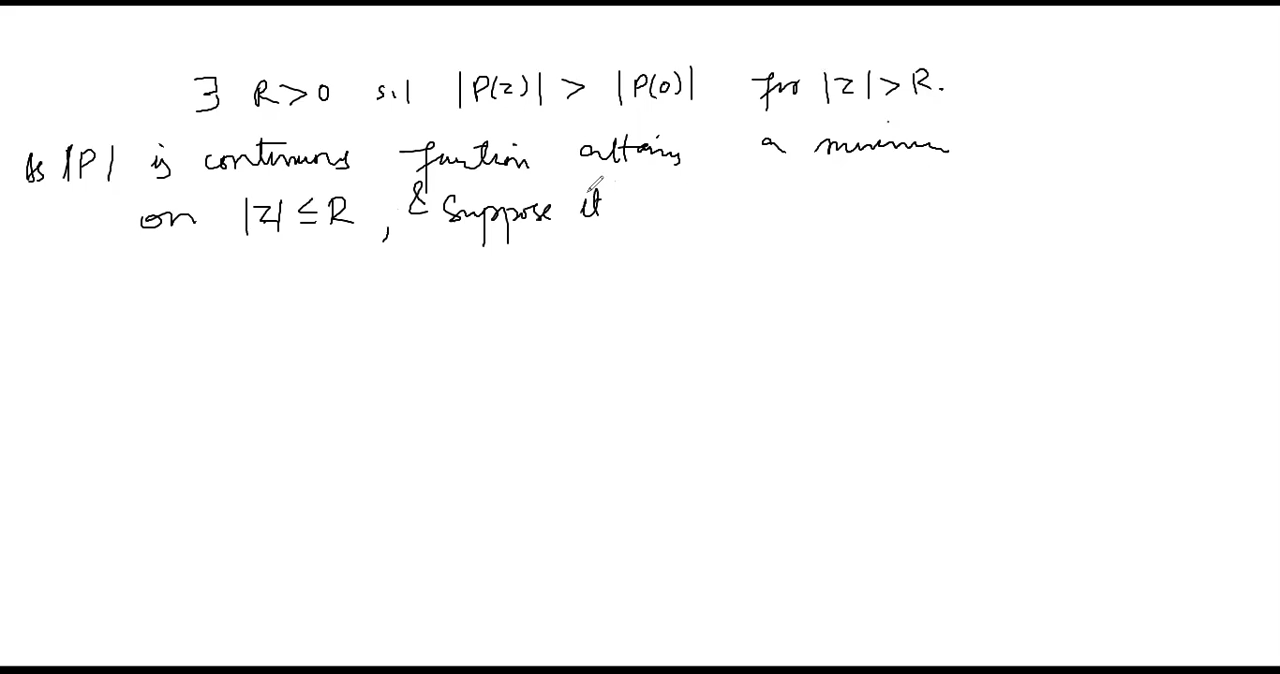 ∃ R>0 s.t |P(z)| > |P(0)| for |z|>R.
As |P| is continuous function attains a minimum
on |z| ≤ R, & suppose it